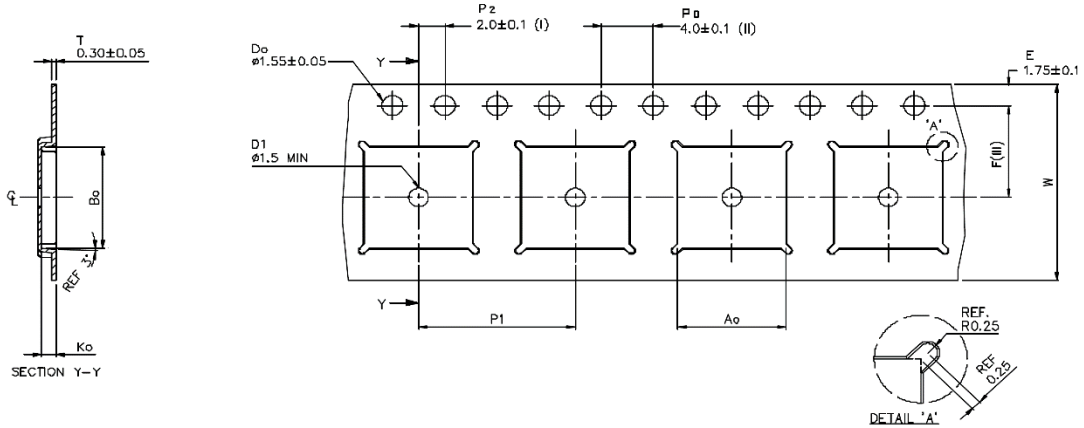 T
0.30±0.05
Bo
REF 3°
Ko
SECTION Y-Y
P2
2.0±0.1 (I)
Po
4.0±0.1 (II)
E
1.75±0.1
Do
ø1.55±0.05
Y
D1
ø1.5 MIN
'A'
F(III)
W
Y
P1
Ao
REF.
R0.25
REF
0.25
DETAIL 'A'